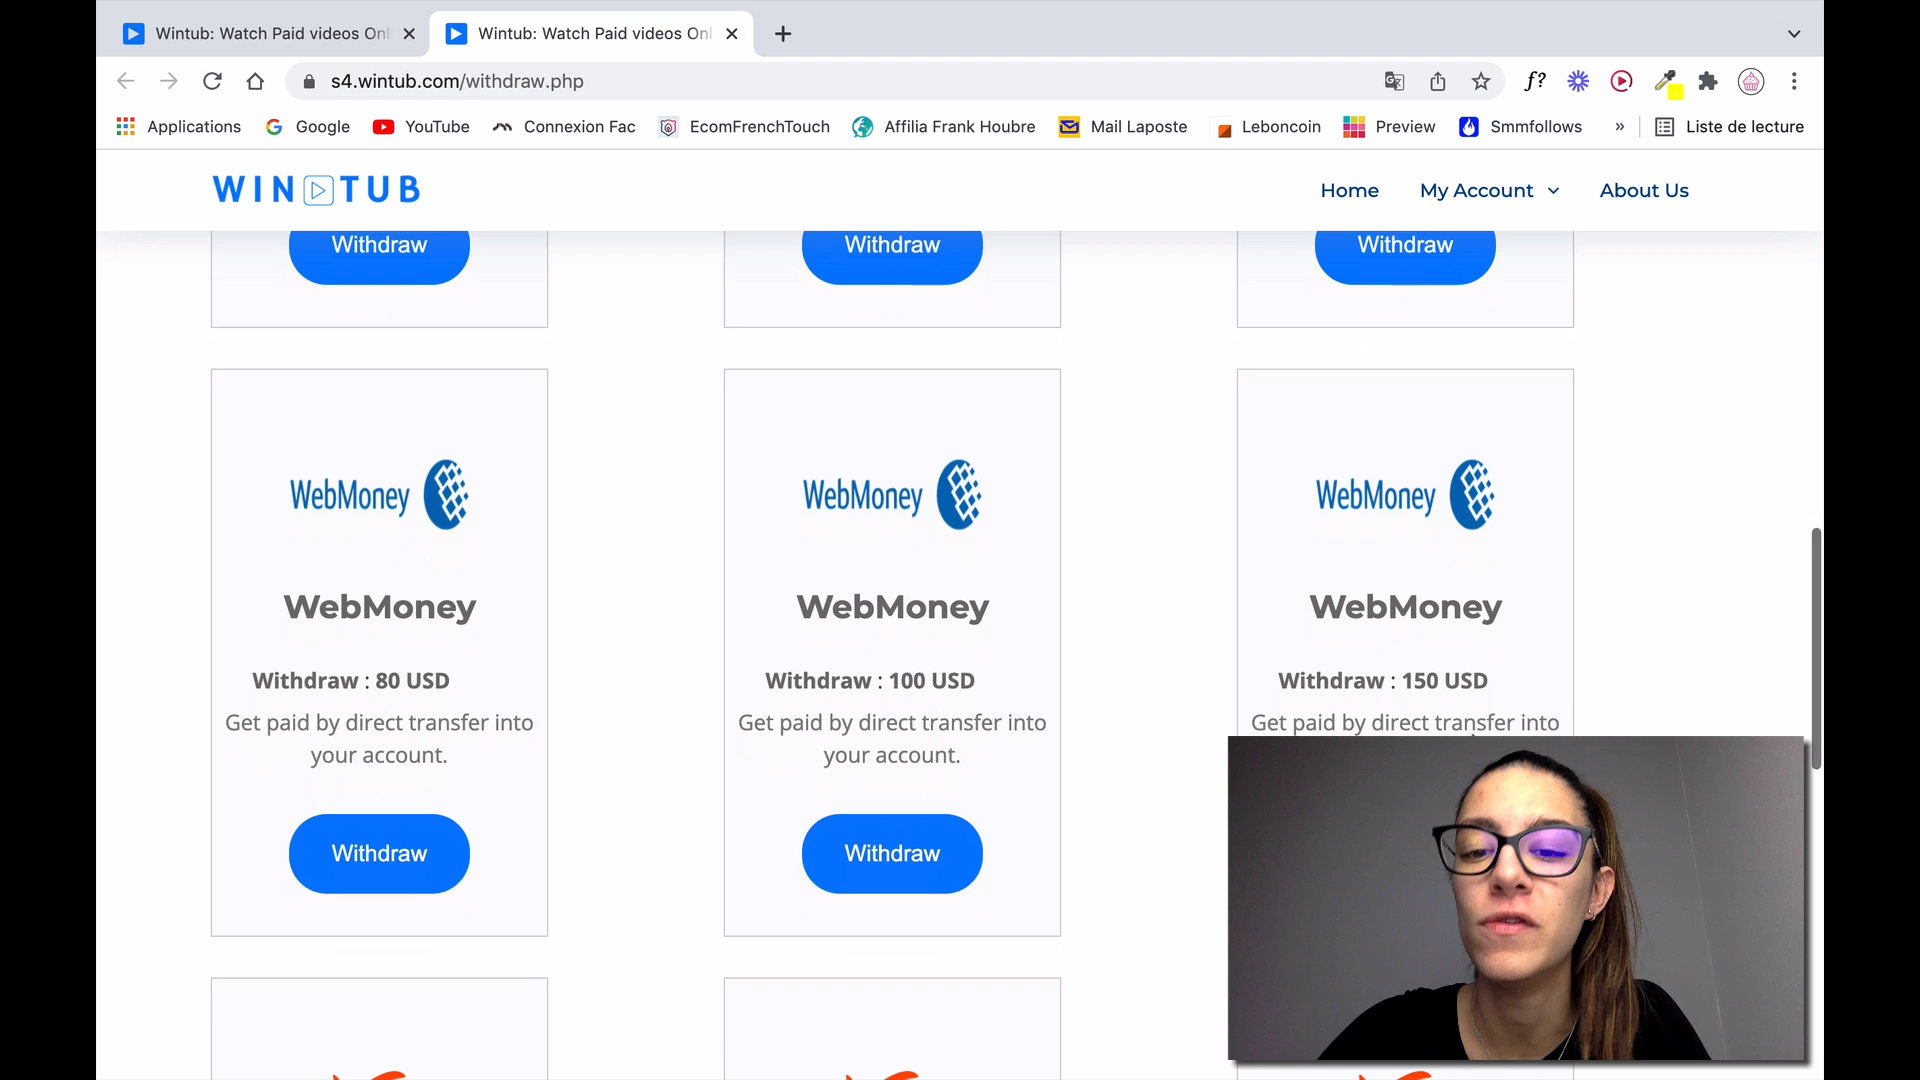 Wintub: Watch Paid videos Onl
Wintub: Watch Paid videos Onl
s4.wintub.com/withdraw.php
f?
Applications
Google
YouTube
Connexion Fac
EcomFrenchTouch
Affilia Frank Houbre
Mail Laposte
Leboncoin
Preview
Smmfollows
»
Liste de lecture
WINTUB
Home
My Account
About Us
Withdraw
Withdraw
Withdraw
WebMoney
WebMoney
WebMoney
WebMoney
WebMoney
WebMoney
Withdraw : 80 USD
Withdraw : 100 USD
Withdraw : 150 USD
Get paid by direct transfer into
your account.
Get paid by direct transfer into
your account.
Get paid by direct transfer into
Withdraw
Withdraw